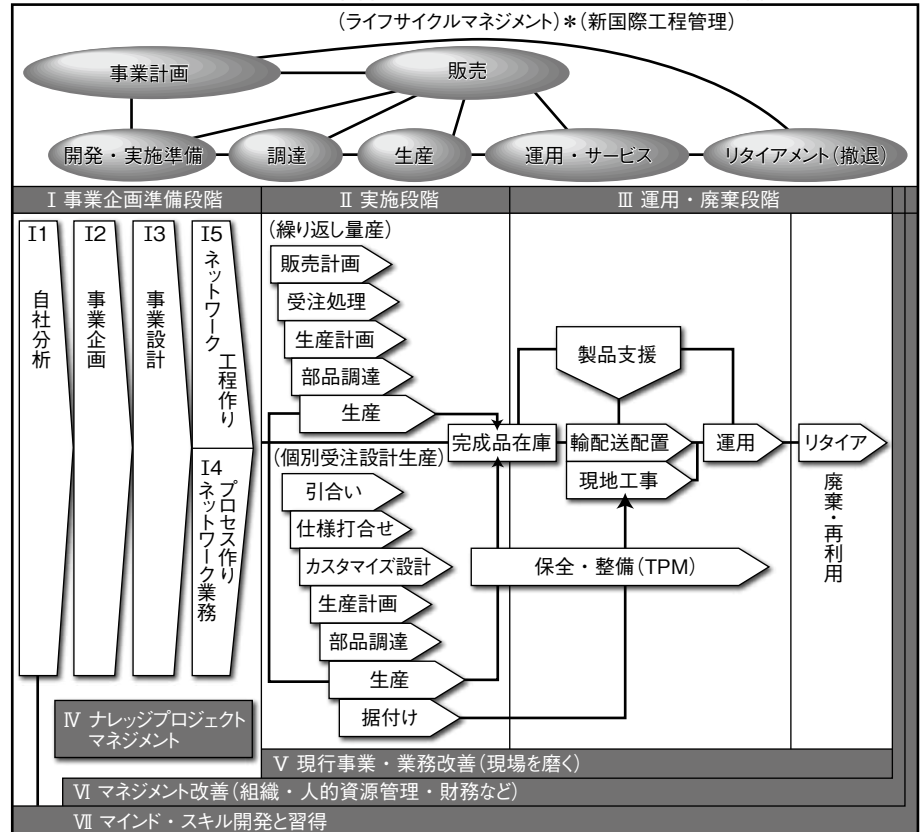 (ライフサイクルマネジメント)*(新国際工程管理)
事業計画
販売
開発・実施準備
調達
生産
運用・サービス
リタイアメント(撤退)
Ⅰ 事業企画準備段階
Ⅱ 実施段階
Ⅲ 運用・廃棄段階
Ⅰ1
自社分析
Ⅰ2
事業企画
Ⅰ3
事業設計
Ⅰ5
ネットワーク
工程作り
Ⅰ4
プロセス作り
ネットワーク業務
(繰り返し量産)
販売計画
受注処理
生産計画
部品調達
生産
(個別受注設計生産)
引合い
仕様打合せ
カスタマイズ設計
生産計画
部品調達
生産
据付け
完成品在庫
製品支援
輸配送配置
現地工事
運用
リタイア
廃棄・再利用
保全・整備(TPM)
Ⅳ ナレッジプロジェクト
マネジメント
Ⅴ 現行事業・業務改善(現場を磨く)
Ⅵ マネジメント改善(組織・人的資源管理・財務など)
Ⅶ マインド・スキル開発と習得